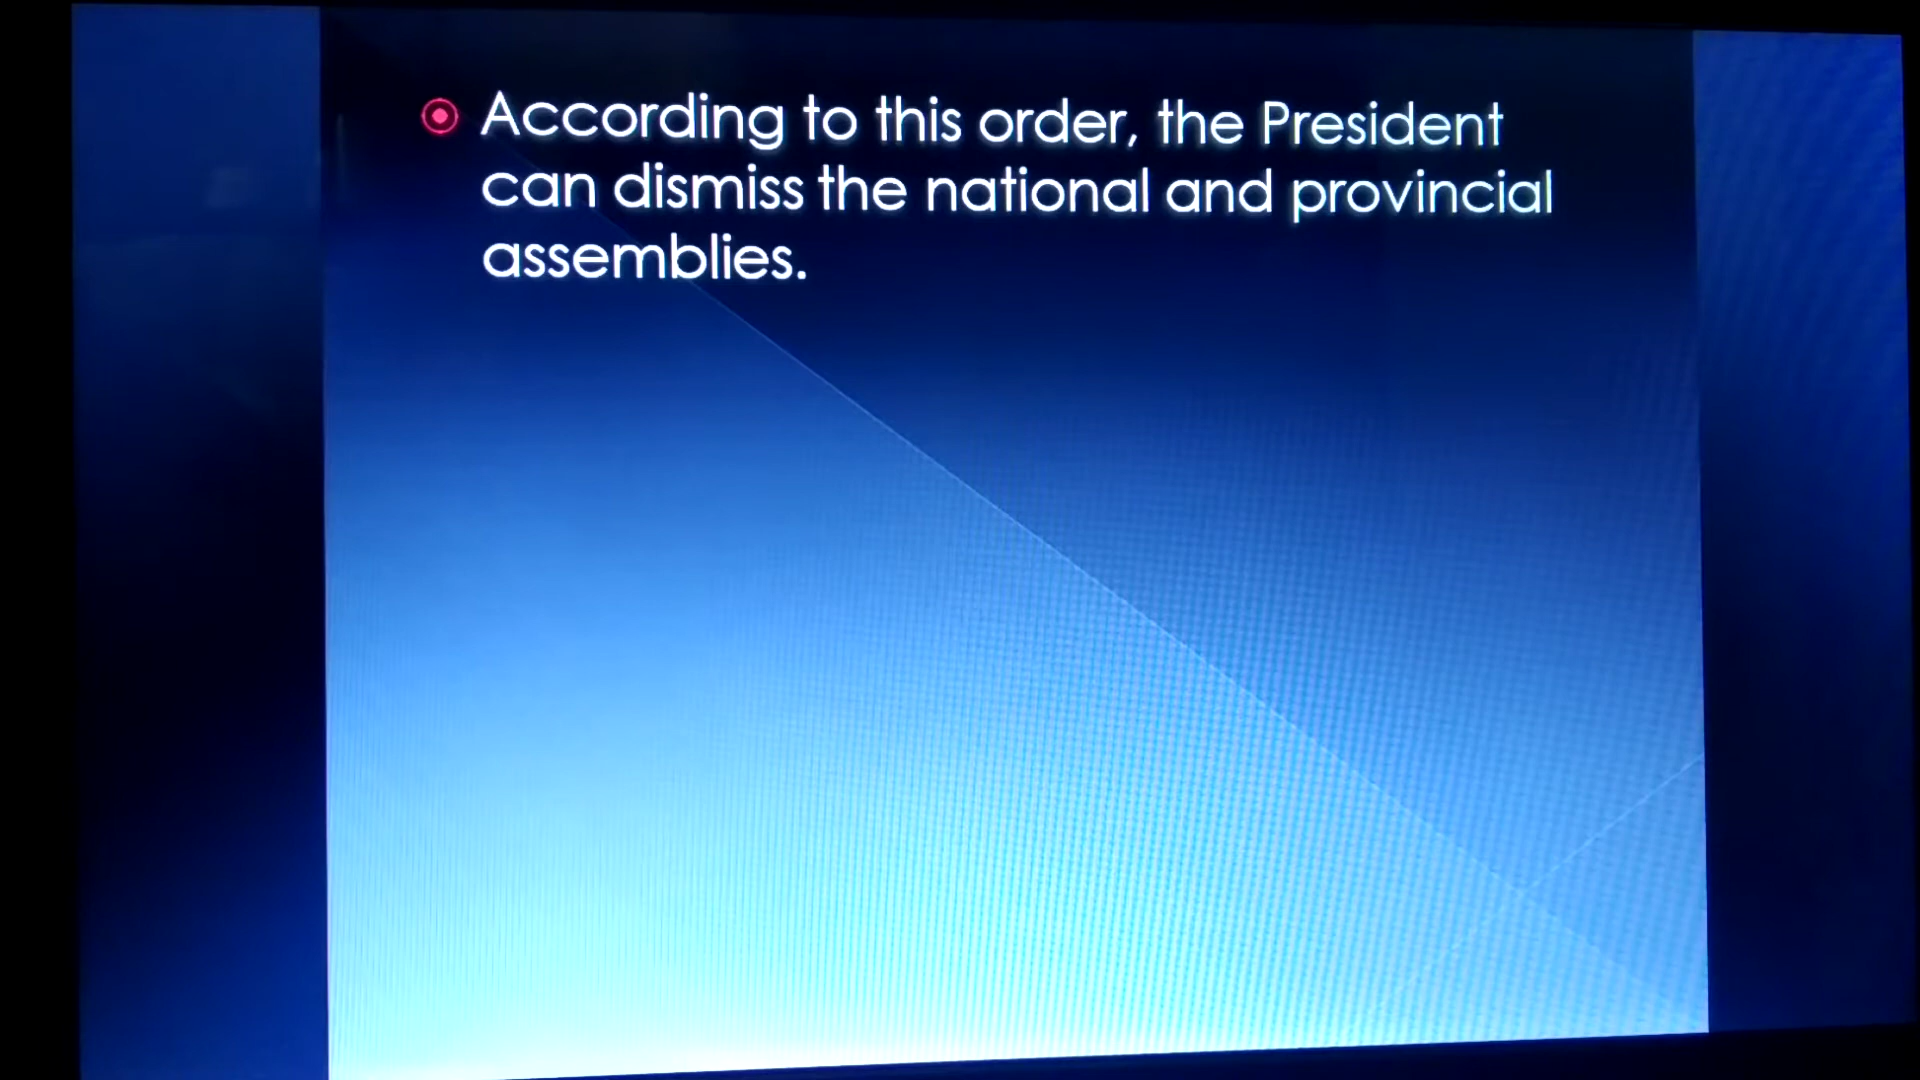 According to this order, the President
can dismiss the national and provincial
assemblies.